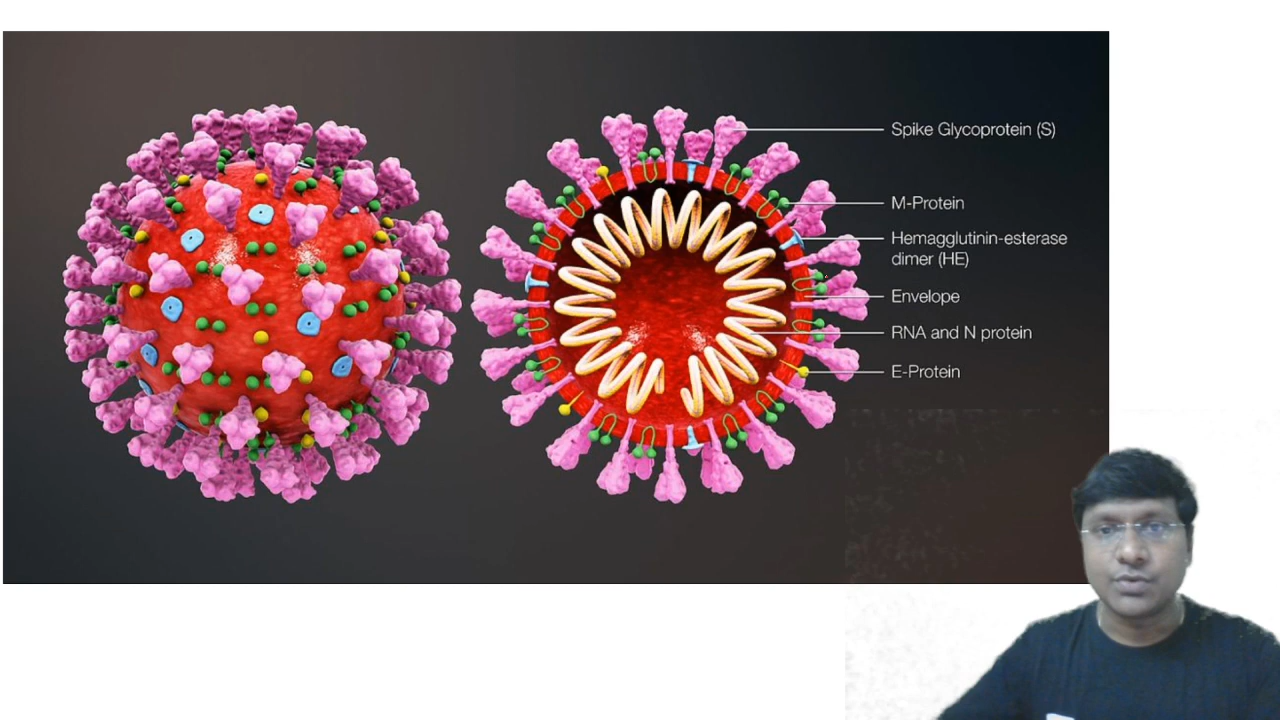 Spike Glycoprotein (S)
M-Protein
Hemagglutinin-esterase
dimer (HE)
Envelope
RNA and N protein
E-Protein